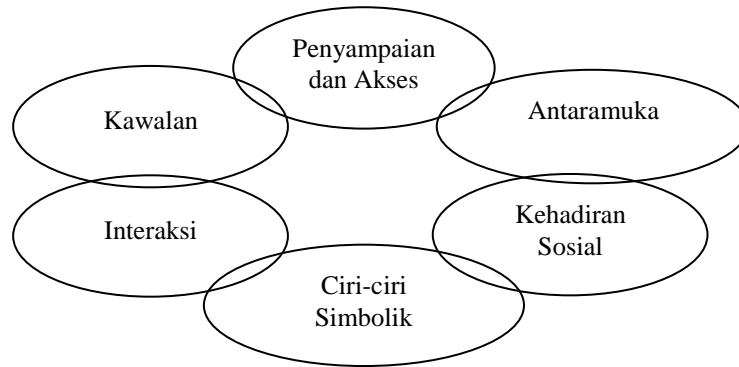 Penyampaian
dan Akses
Kawalan
Antaramuka
Interaksi
Kehadiran
Sosial
Ciri-ciri
Simbolik